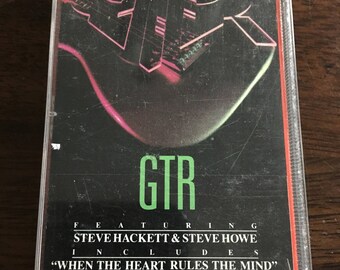 GTR
FEATURING
STEVE HACKETT & STEVE HOWE
INCLUDES
"WHEN THE HEART RULES THE MIND"